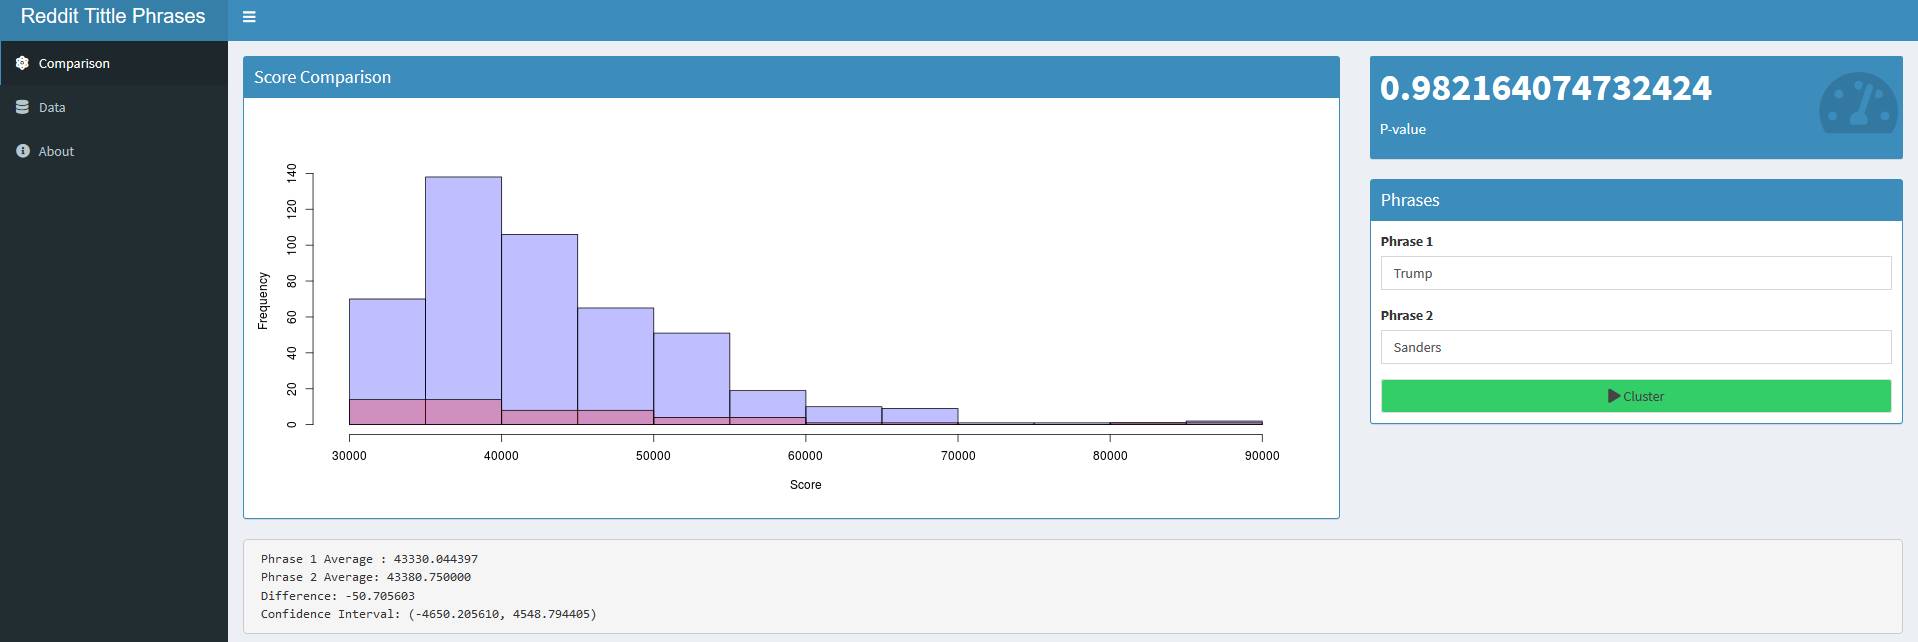 Reddit Tittle Phrases
Comparison
Data
About
Score Comparison
140
120
100
80
60
40
20
0
Frequency
30000 40000 50000 60000 70000 80000 90000
Score
0.982164074732424
P-value
Phrases
Phrase 1
Trump
Phrase 2
Sanders
Cluster
Phrase 1 Average : 43330.044397
Phrase 2 Average: 43380.750000
Difference: -50.705603
Confidence Interval: (-4650.205610, 4548.794405)